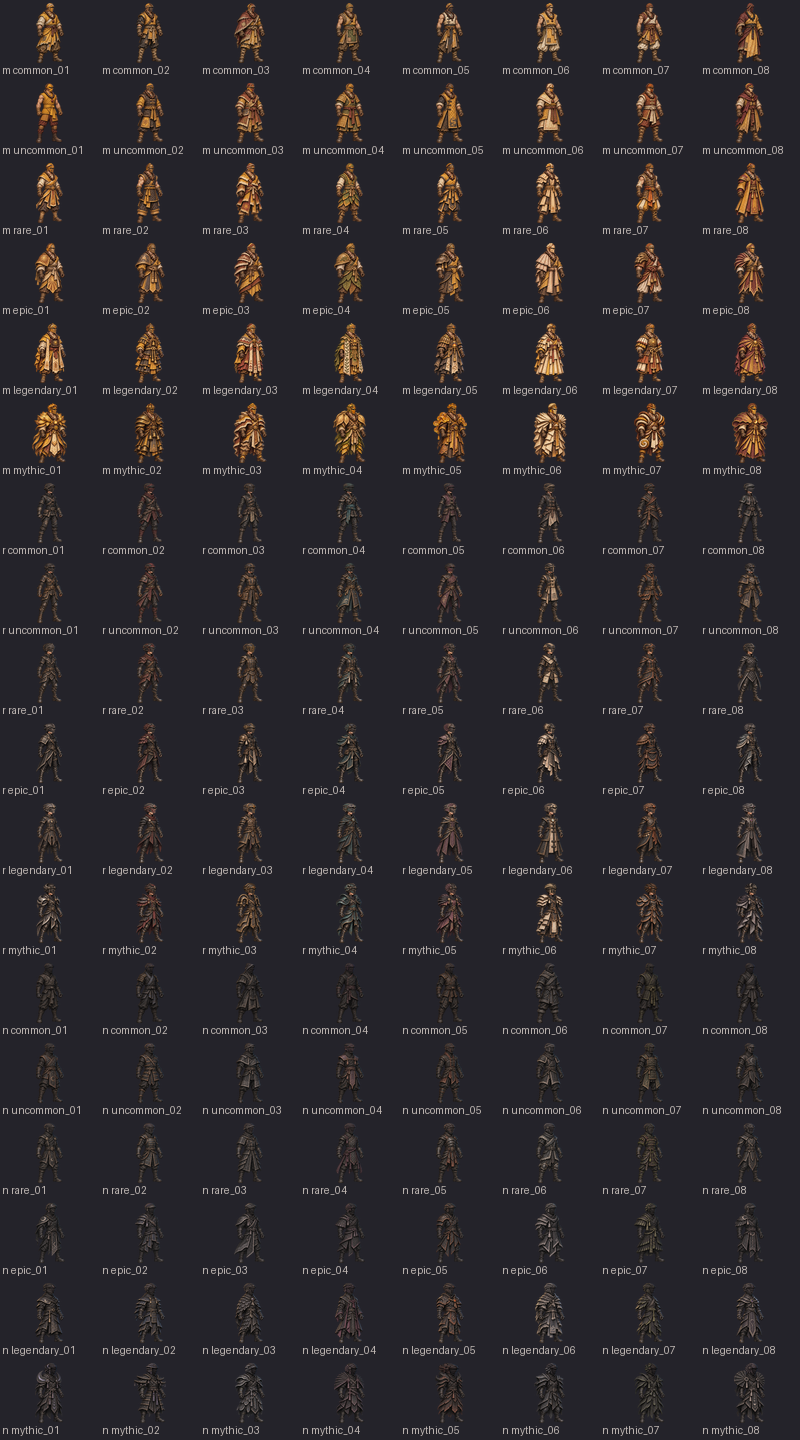 m common_01 m common_02 m common_03 m common_04 m common_05 m common_06 m common_07 m common_08
m uncommon_01 m uncommon_02 m uncommon_03 m uncommon_04 m uncommon_05 m uncommon_06 m uncommon_07 m uncommon_08
m rare_01 m rare_02 m rare_03 m rare_04 m rare_05 m rare_06 m rare_07 m rare_08
m epic_01 m epic_02 m epic_03 m epic_04 m epic_05 m epic_06 m epic_07 m epic_08
m legendary_01 m legendary_02 m legendary_03 m legendary_04 m legendary_05 m legendary_06 m legendary_07 m legendary_08
m mythic_01 m mythic_02 m mythic_03 m mythic_04 m mythic_05 m mythic_06 m mythic_07 m mythic_08
r common_01 r common_02 r common_03 r common_04 r common_05 r common_06 r common_07 r common_08
r uncommon_01 r uncommon_02 r uncommon_03 r uncommon_04 r uncommon_05 r uncommon_06 r uncommon_07 r uncommon_08
r rare_01 r rare_02 r rare_03 r rare_04 r rare_05 r rare_06 r rare_07 r rare_08
r epic_01 r epic_02 r epic_03 r epic_04 r epic_05 r epic_06 r epic_07 r epic_08
r legendary_01 r legendary_02 r legendary_03 r legendary_04 r legendary_05 r legendary_06 r legendary_07 r legendary_08
r mythic_01 r mythic_02 r mythic_03 r mythic_04 r mythic_05 r mythic_06 r mythic_07 r mythic_08
n common_01 n common_02 n common_03 n common_04 n common_05 n common_06 n common_07 n common_08
n uncommon_01 n uncommon_02 n uncommon_03 n uncommon_04 n uncommon_05 n uncommon_06 n uncommon_07 n uncommon_08
n rare_01 n rare_02 n rare_03 n rare_04 n rare_05 n rare_06 n rare_07 n rare_08
n epic_01 n epic_02 n epic_03 n epic_04 n epic_05 n epic_06 n epic_07 n epic_08
n legendary_01 n legendary_02 n legendary_03 n legendary_04 n legendary_05 n legendary_06 n legendary_07 n legendary_08
n mythic_01 n mythic_02 n mythic_03 n mythic_04 n mythic_05 n mythic_06 n mythic_07 n mythic_08